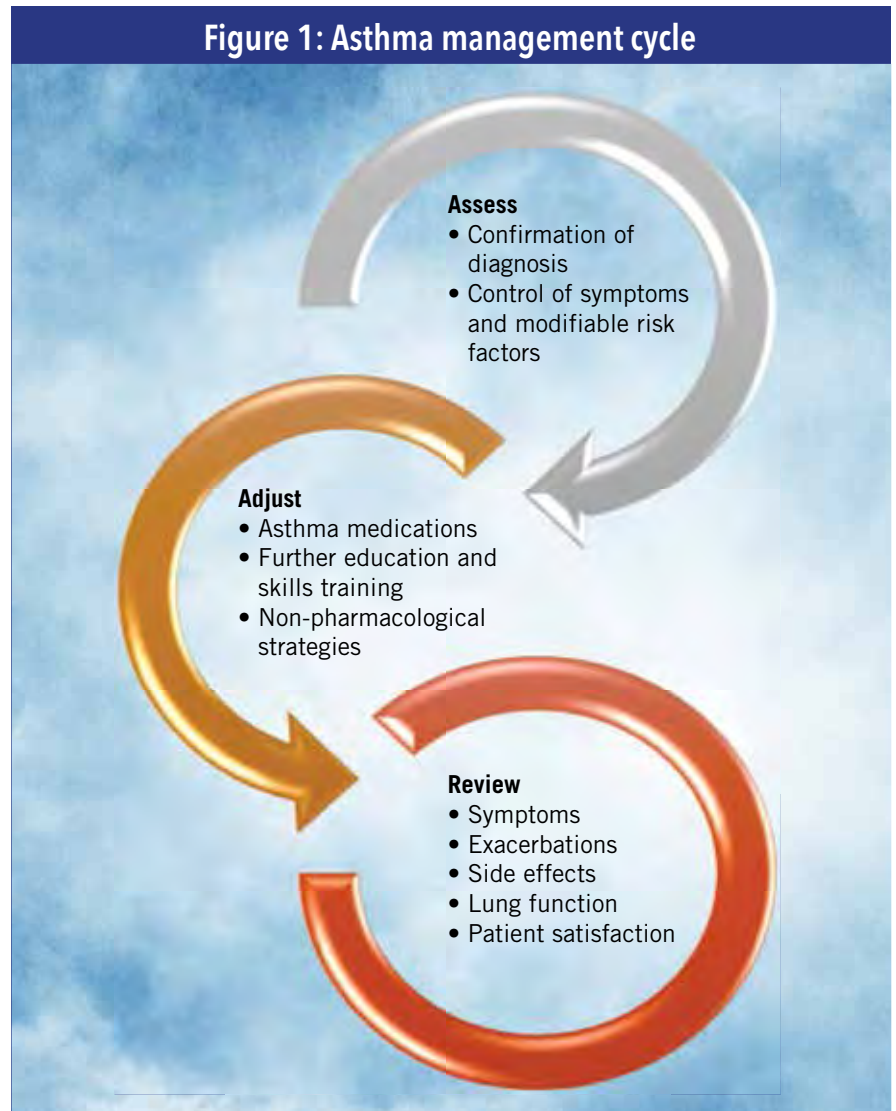 Figure 1: Asthma management cycle
Assess
• Confirmation of
diagnosis
• Control of symptoms
and modifiable risk
factors
Adjust
• Asthma medications
• Further education and
skills training
• Non-pharmacological
strategies
Review
• Symptoms
• Exacerbations
• Side effects
• Lung function
• Patient satisfaction